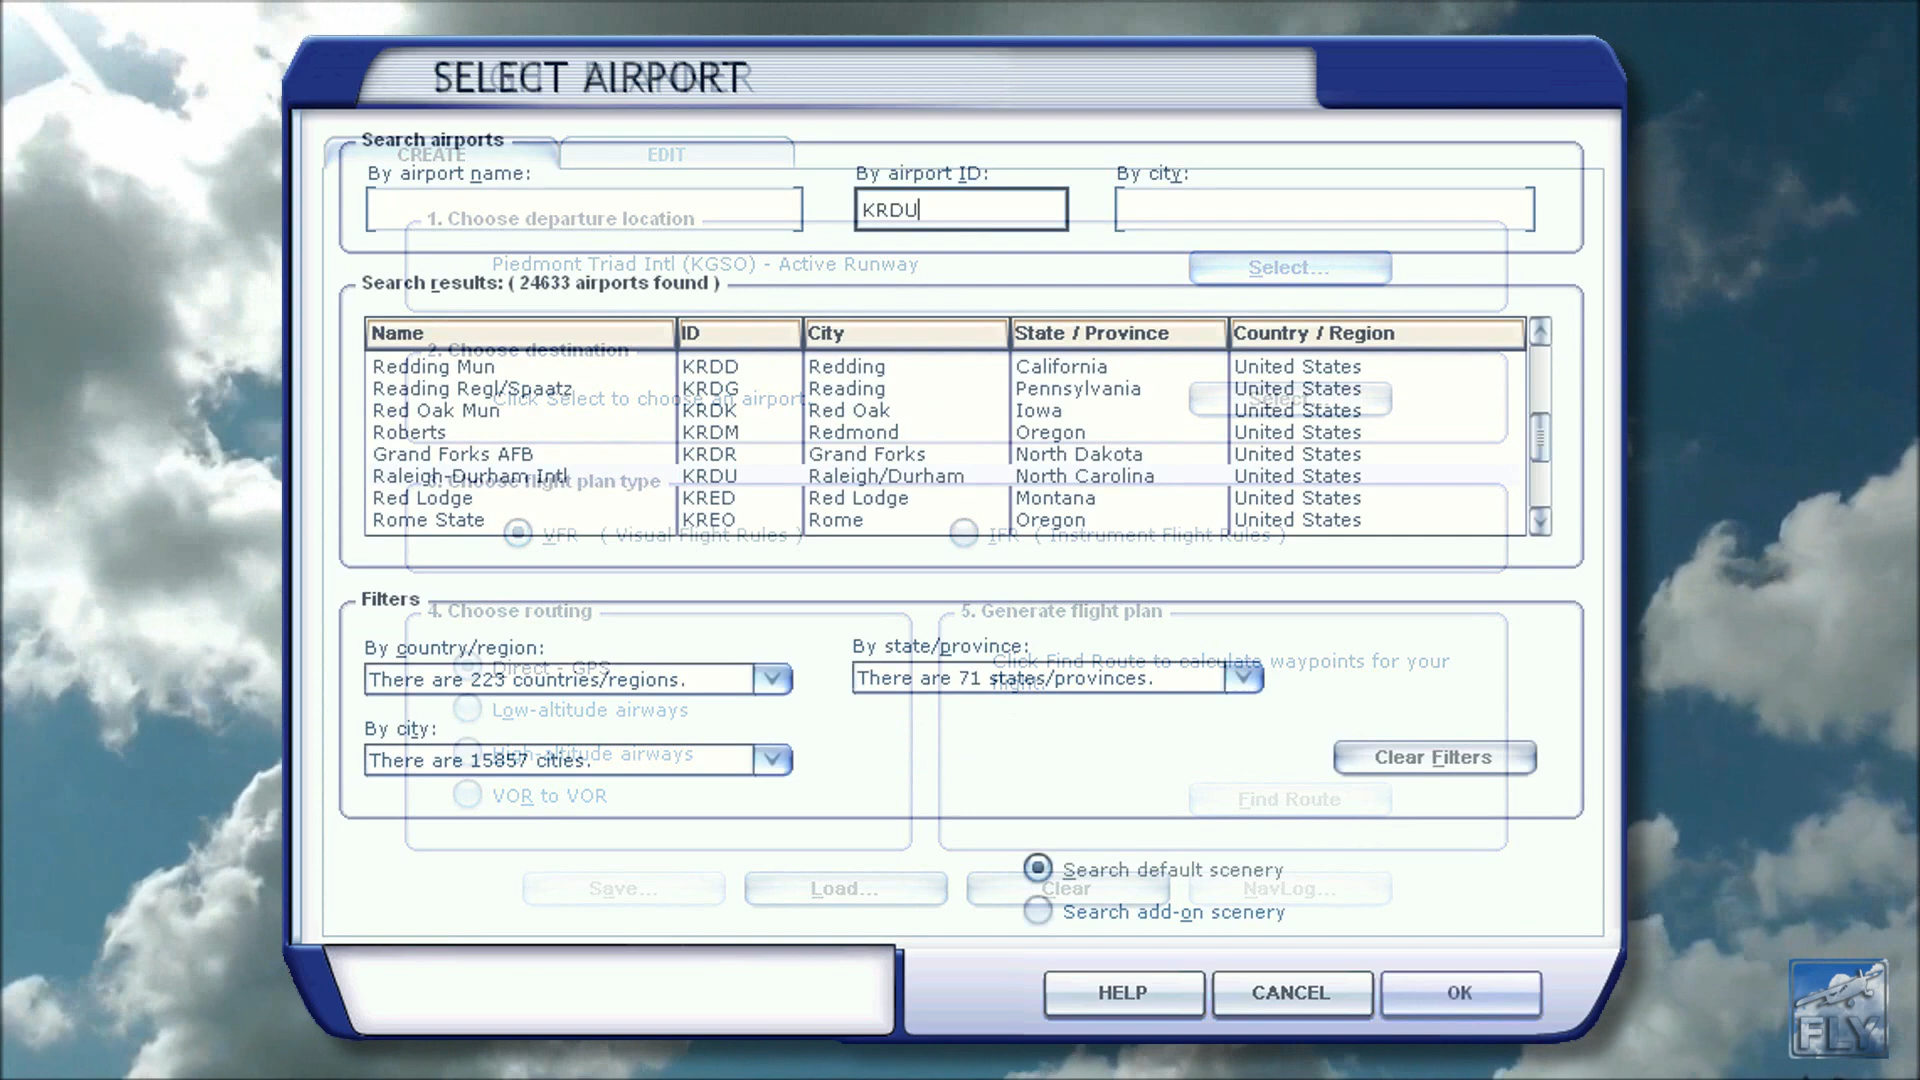 SELECT AIRPORT
Search airports
CREATE
EDIT
By airport name:
By airport ID:
By city:
KRDU
1. Choose departure location
Piedmont Triad Intl (KGSO) - Active Runway
Select...
Search results: ( 24633 airports found )
Name ID City State / Province Country / Region
2. Choose destination
Redding Mun KRDD Redding California United States
Reading Regl/Spaatz KRDG Reading Pennsylvania United States
Click Select to choose an airport. Select...
Red Oak Mun KRDK Red Oak Iowa United States
Roberts KRDM Redmond Oregon United States
Grand Forks AFB KRDR Grand Forks North Dakota United States
Raleigh-Durham Intl KRDU Raleigh/Durham North Carolina United States
3. Choose flight plan type
Red Lodge KRED Red Lodge Montana United States
Rome State KREO Rome Oregon United States
VFR ( Visual Flight Rules )
IFR ( Instrument Flight Rules )
Filters
4. Choose routing
5. Generate flight plan
By country/region:
By state/province:
Direct - GPS
Click Find Route to calculate waypoints for your
flight.
There are 223 countries/regions.
There are 71 states/provinces.
Low-altitude airways
By city:
High-altitude airways
There are 15857 cities.
Clear Filters
VOR to VOR
Find Route
Search default scenery
Save...
Load...
Clear
NavLog...
Search add-on scenery
HELP
CANCEL
OK
FLY